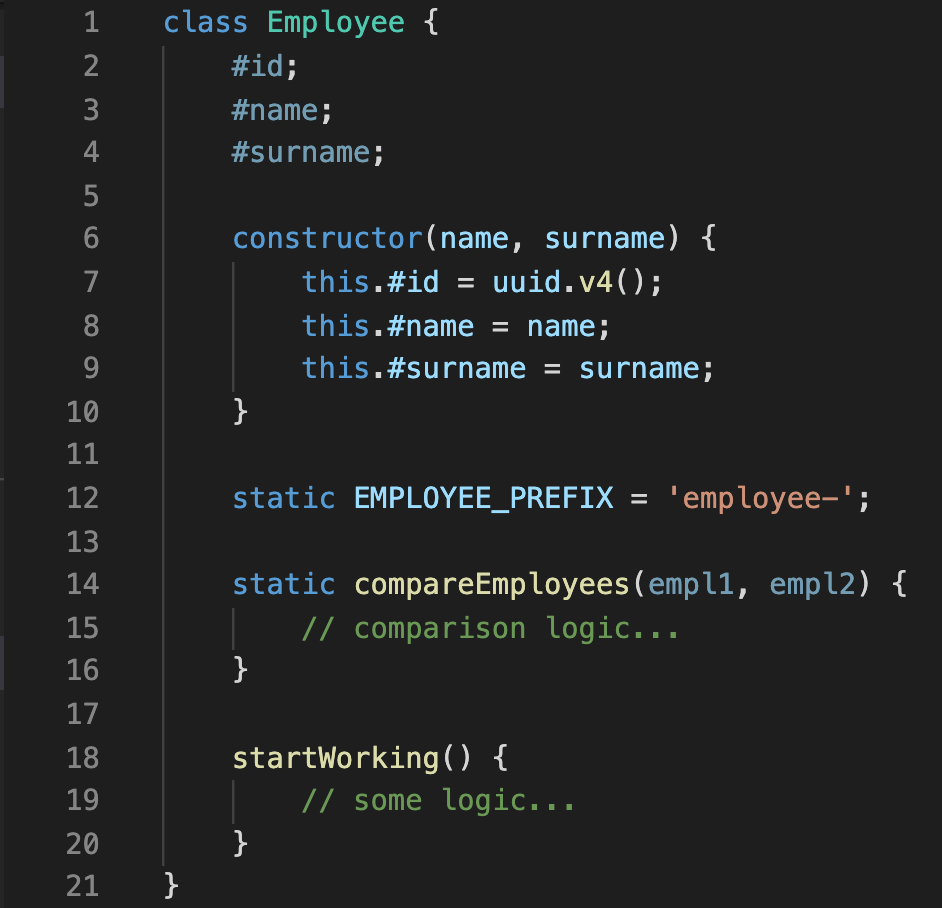 1 class Employee {
2 #id;
3 #name;
4 #surname;
5
6 constructor(name, surname) {
7 this.#id = uuid.v4();
8 this.#name = name;
9 this.#surname = surname;
10 }
11
12 static EMPLOYEE_PREFIX = 'employee-';
13
14 static compareEmployees(empl1, empl2) {
15 // comparison logic...
16 }
17
18 startWorking() {
19 // some logic...
20 }
21 }